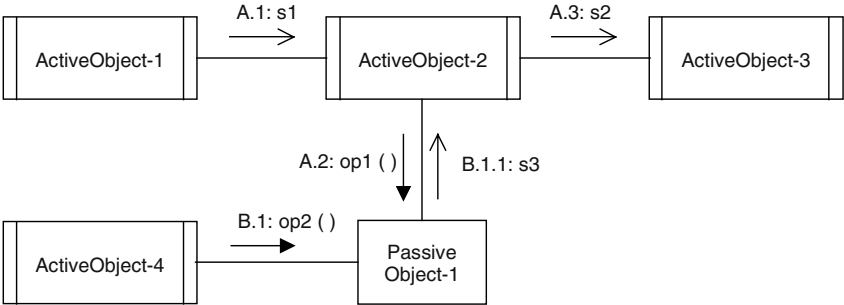 A.1: s1
A.3: s2
ActiveObject-1
ActiveObject-2
ActiveObject-3
A.2: op1 ( )
B.1.1: s3
B.1: op2 ( )
ActiveObject-4
Passive
Object-1